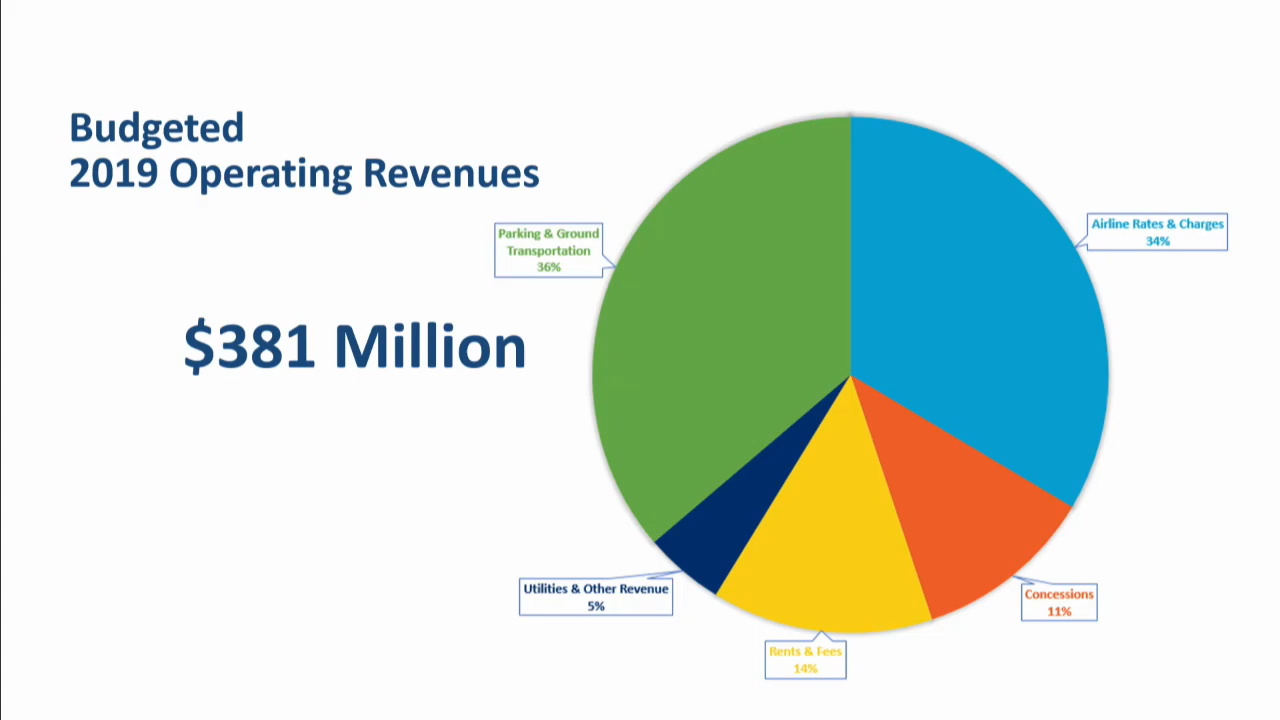 Budgeted
2019 Operating Revenues
$381 Million
Parking & Ground
Transportation
36%
Airline Rates & Charges
34%
Utilities & Other Revenue
5%
Concessions
11%
Rents & Fees
14%